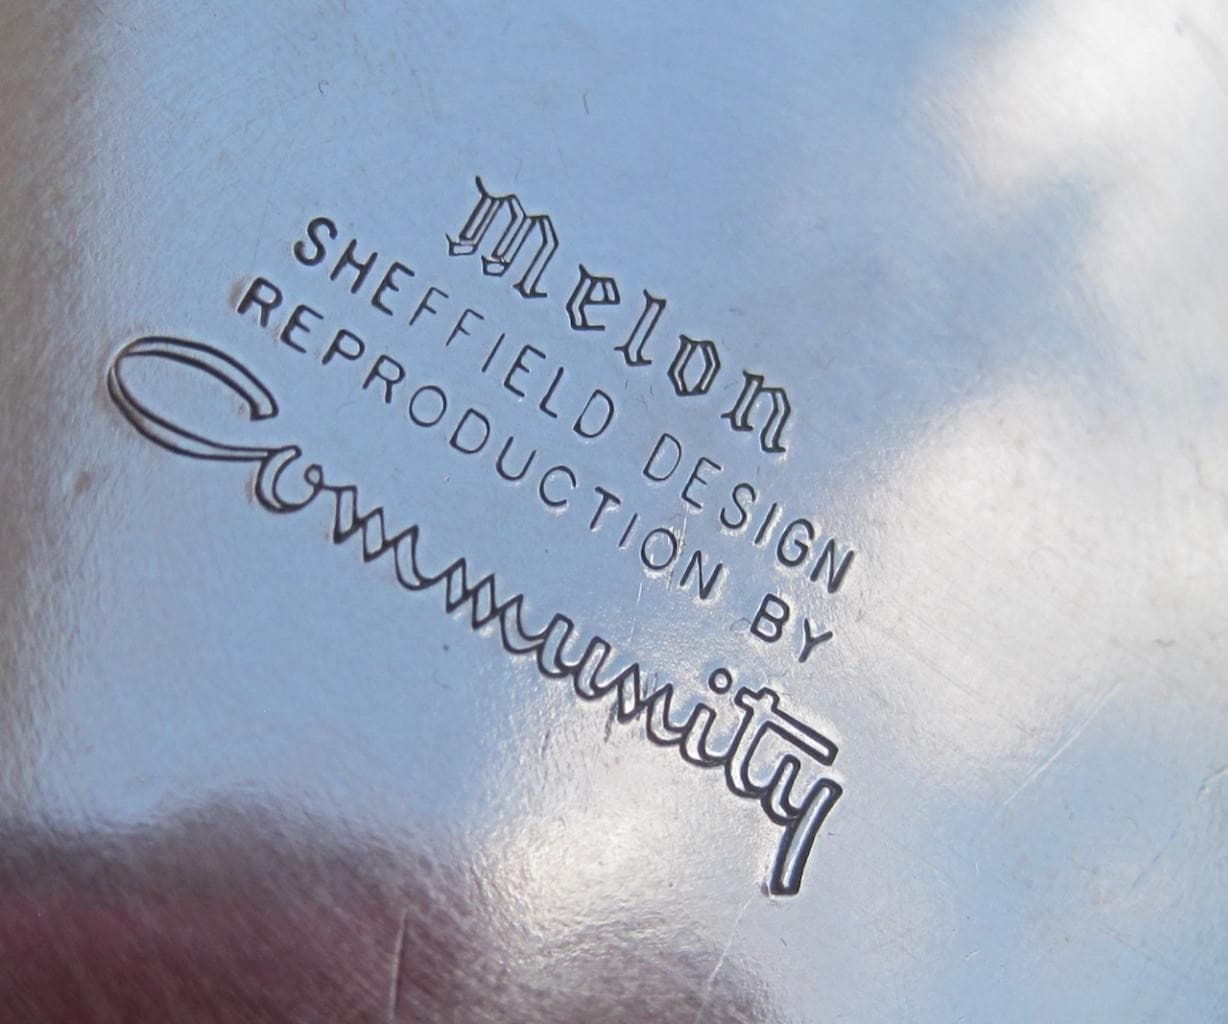 Melon
SHEFFIELD DESIGN
REPRODUCTION BY
Community